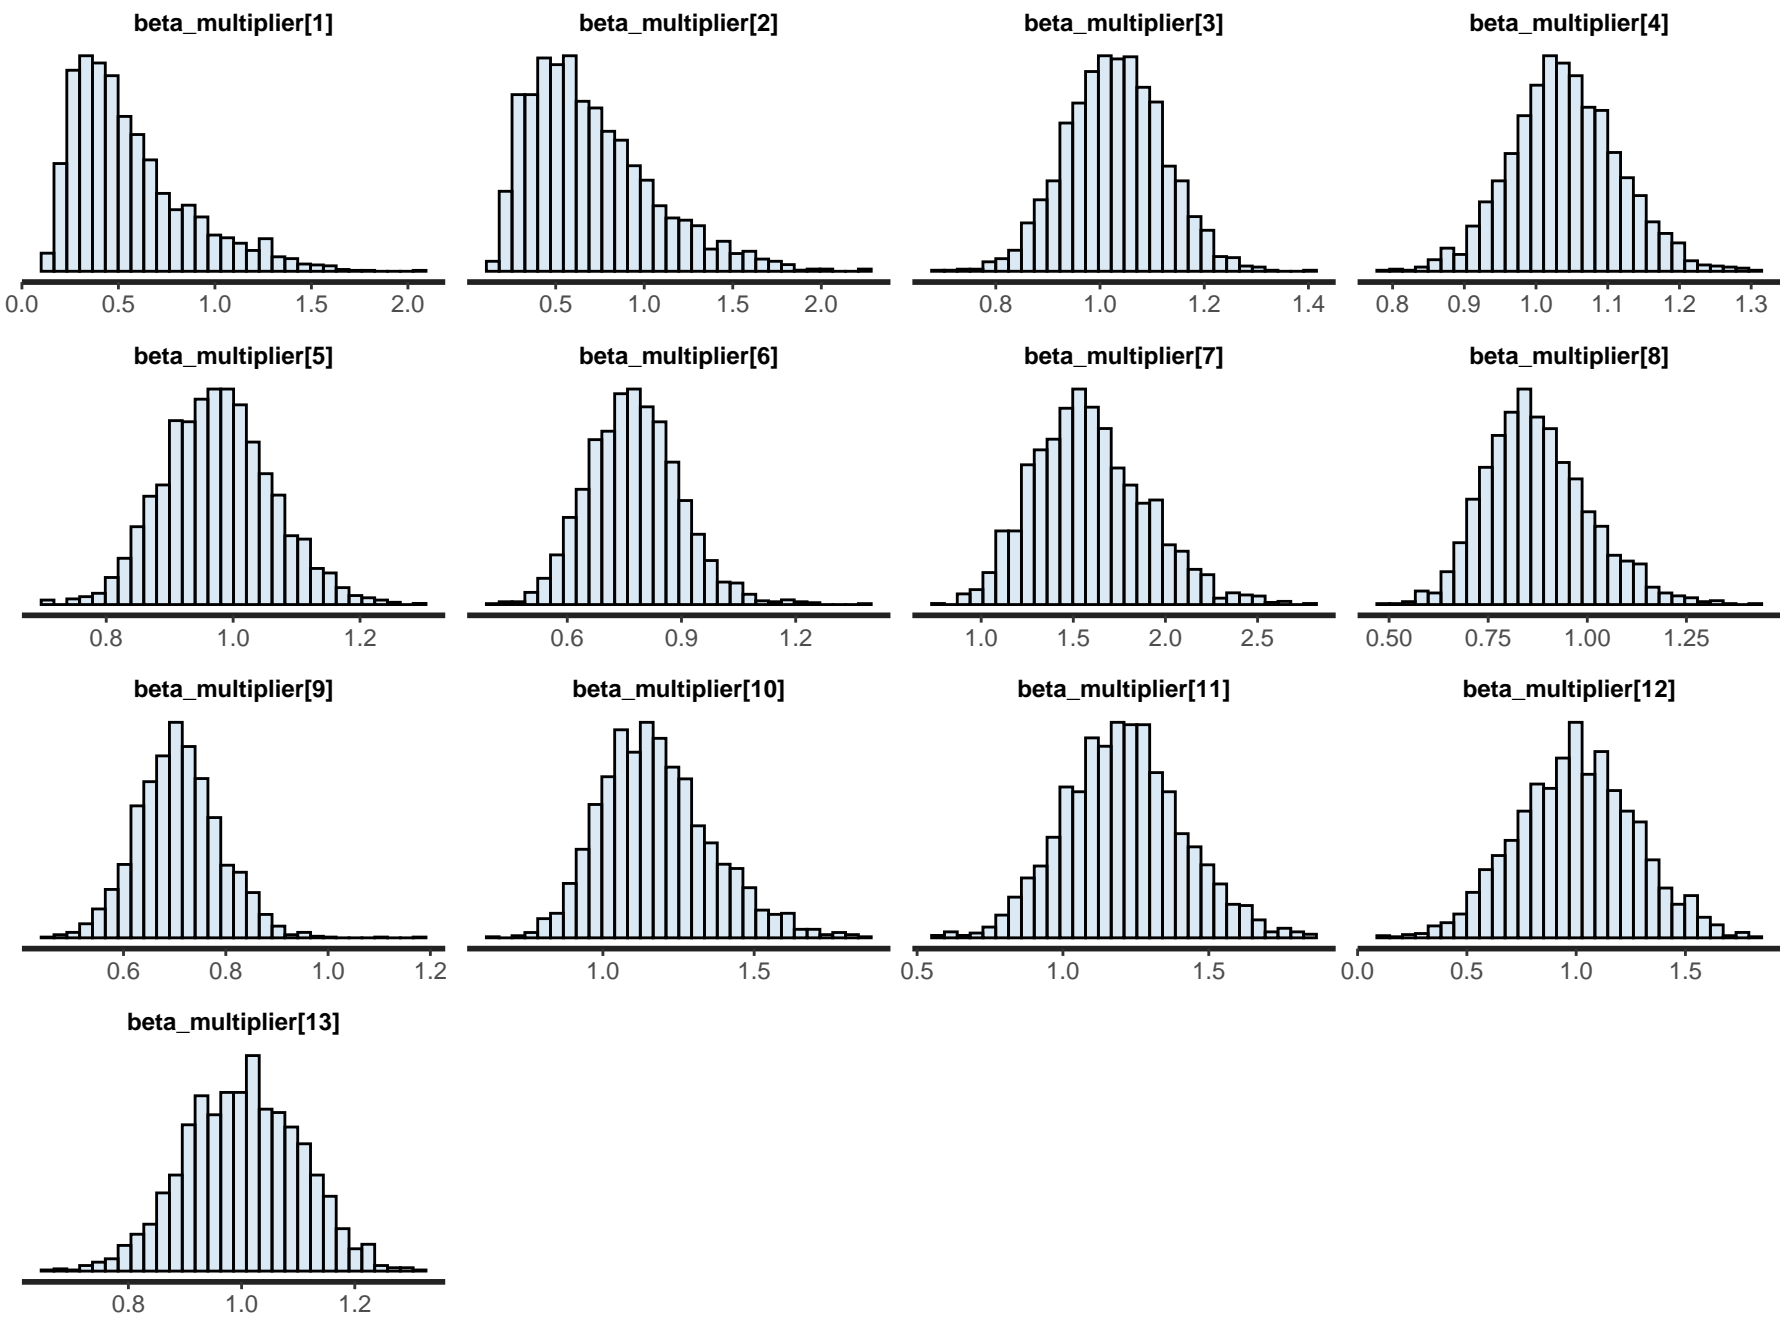 beta_multiplier[1] beta_multiplier[2] beta_multiplier[3] beta_multiplier[4]
0.0 0.5 1.0 1.5 2.0 0.5 1.0 1.5 2.0 0.8 1.0 1.2 1.4 0.8 0.9 1.0 1.1 1.2 1.3
beta_multiplier[5] beta_multiplier[6] beta_multiplier[7] beta_multiplier[8]
0.8 1.0 1.2 0.6 0.9 1.2 1.0 1.5 2.0 2.5 0.50 0.75 1.00 1.25
beta_multiplier[9] beta_multiplier[10] beta_multiplier[11] beta_multiplier[12]
0.6 0.8 1.0 1.2 1.0 1.5 0.5 1.0 1.5 0.0 0.5 1.0 1.5
beta_multiplier[13]
0.8 1.0 1.2